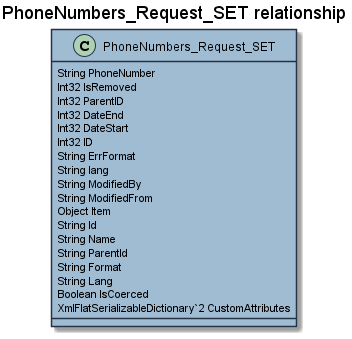 PhoneNumbers_Request_SET relationship
C PhoneNumbers_Request_SET
String PhoneNumber
Int32 IsRemoved
Int32 ParentID
Int32 DateEnd
Int32 DateStart
Int32 ID
String ErrFormat
String lang
String ModifiedBy
String ModifiedFrom
Object Item
String Id
String Name
String ParentId
String Format
String Lang
Boolean IsCoerced
XmlFlatSerializableDictionary`2 CustomAttributes